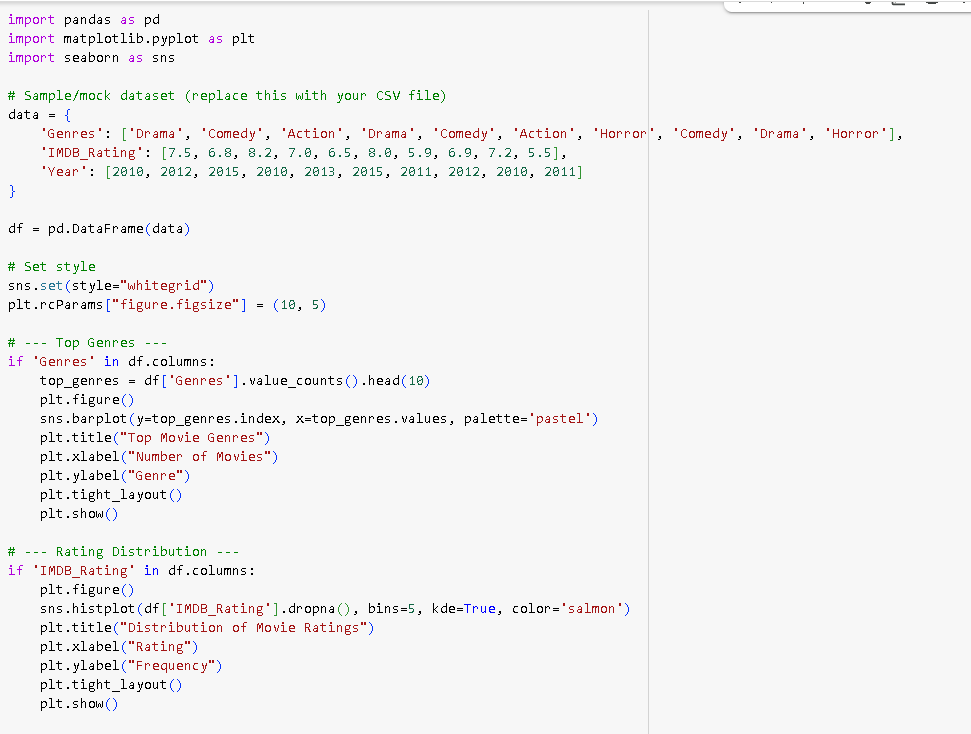 import pandas as pd
import matplotlib.pyplot as plt
import seaborn as sns

# Sample/mock dataset (replace this with your CSV file)
data = {
    'Genres': ['Drama', 'Comedy', 'Action', 'Drama', 'Comedy', 'Action', 'Horror', 'Comedy', 'Drama', 'Horror'],
    'IMDB_Rating': [7.5, 6.8, 8.2, 7.0, 6.5, 8.0, 5.9, 6.9, 7.2, 5.5],
    'Year': [2010, 2012, 2015, 2010, 2013, 2015, 2011, 2012, 2010, 2011]
}

df = pd.DataFrame(data)

# Set style
sns.set(style="whitegrid")
plt.rcParams["figure.figsize"] = (10, 5)

# --- Top Genres ---
if 'Genres' in df.columns:
    top_genres = df['Genres'].value_counts().head(10)
    plt.figure()
    sns.barplot(y=top_genres.index, x=top_genres.values, palette='pastel')
    plt.title("Top Movie Genres")
    plt.xlabel("Number of Movies")
    plt.ylabel("Genre")
    plt.tight_layout()
    plt.show()

# --- Rating Distribution ---
if 'IMDB_Rating' in df.columns:
    plt.figure()
    sns.histplot(df['IMDB_Rating'].dropna(), bins=5, kde=True, color='salmon')
    plt.title("Distribution of Movie Ratings")
    plt.xlabel("Rating")
    plt.ylabel("Frequency")
    plt.tight_layout()
    plt.show()